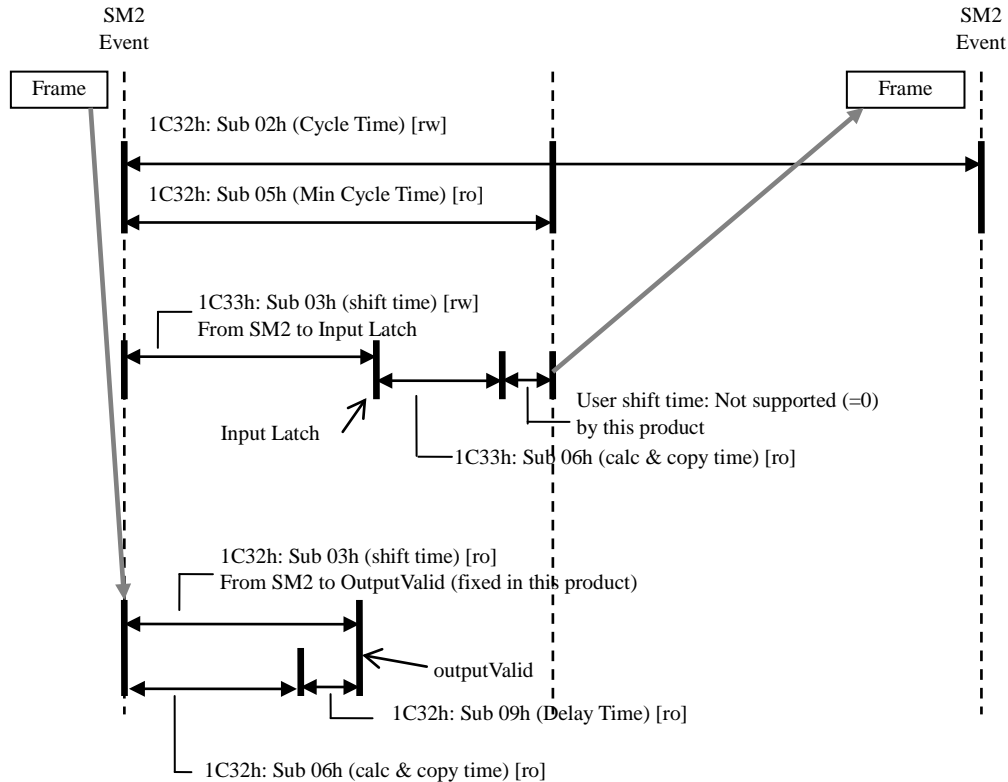 SM2
Event
SM2
Event
Frame
Frame
1C32h: Sub 02h (Cycle Time) [rw]
1C32h: Sub 05h (Min Cycle Time) [ro]
1C33h: Sub 03h (shift time) [rw]
From SM2 to Input Latch
User shift time: Not supported (=0)
by this product
Input Latch
1C33h: Sub 06h (calc & copy time) [ro]
1C32h: Sub 03h (shift time) [ro]
From SM2 to OutputValid (fixed in this product)
outputValid
1C32h: Sub 09h (Delay Time) [ro]
1C32h: Sub 06h (calc & copy time) [ro]